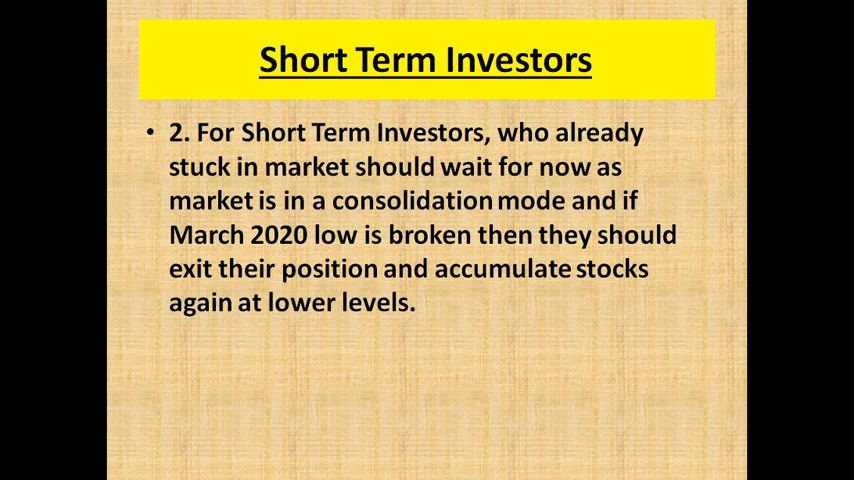 Short Term Investors
• 2. For Short Term Investors, who already
stuck in market should wait for now as
market is in a consolidation mode and if
March 2020 low is broken then they should
exit their position and accumulate stocks
again at lower levels.